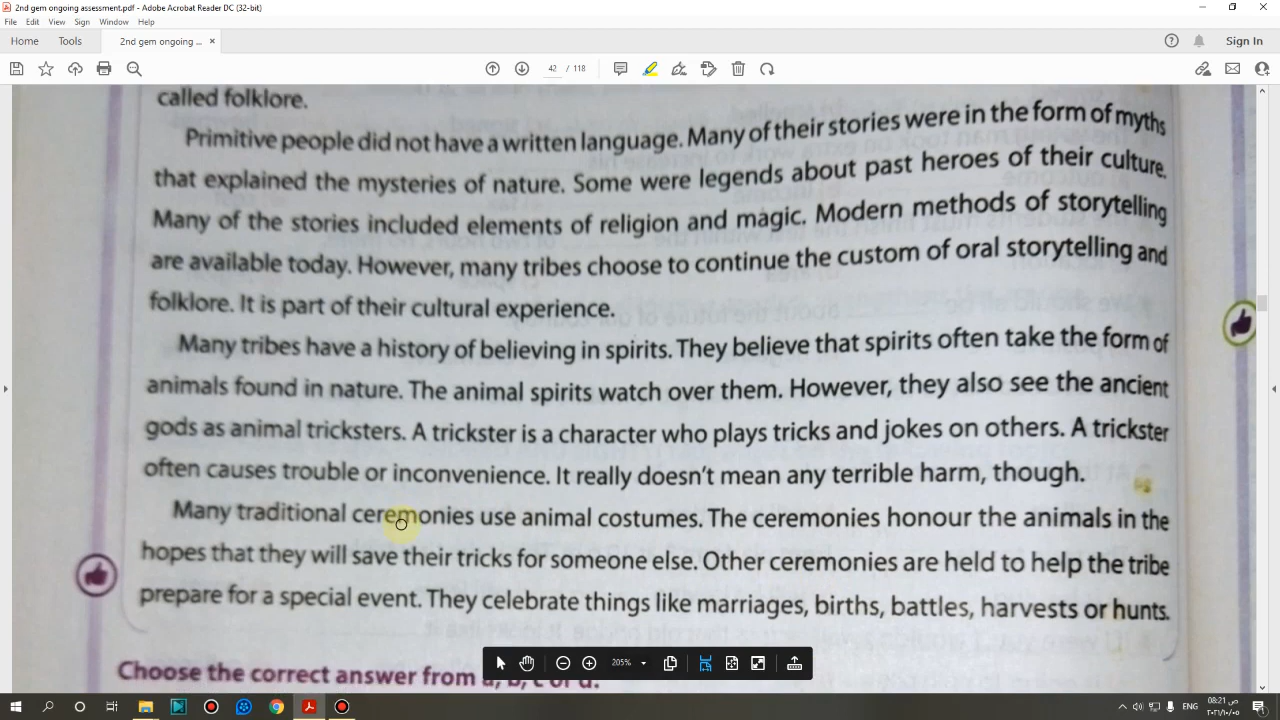 2nd gem ongoing assessment.pdf - Adobe Acrobat Reader DC (32-bit)
File Edit View Sign Window Help
Home Tools 2nd gem ongoing ... × Sign In
42 / 118
called folklore.
Primitive people did not have a written language. Many of their stories were in the form of myths
that explained the mysteries of nature. Some were legends about past heroes of their culture.
Many of the stories included elements of religion and magic. Modern methods of storytelling
are available today. However, many tribes choose to continue the custom of oral storytelling and
folklore. It is part of their cultural experience.
Many tribes have a history of believing in spirits. They believe that spirits often take the form of
animals found in nature. The animal spirits watch over them. However, they also see the ancient
gods as animal tricksters. A trickster is a character who plays tricks and jokes on others. A trickster
often causes trouble or inconvenience. It really doesn't mean any terrible harm, though.
Many traditional ceremonies use animal costumes. The ceremonies honour the animals in the
hopes that they will save their tricks for someone else. Other ceremonies are held to help the tribe
prepare for a special event. They celebrate things like marriages, births, battles, harvests or hunts.
Choose the correct answer from a, b, c or d.
205%
ENG
08:21 ص